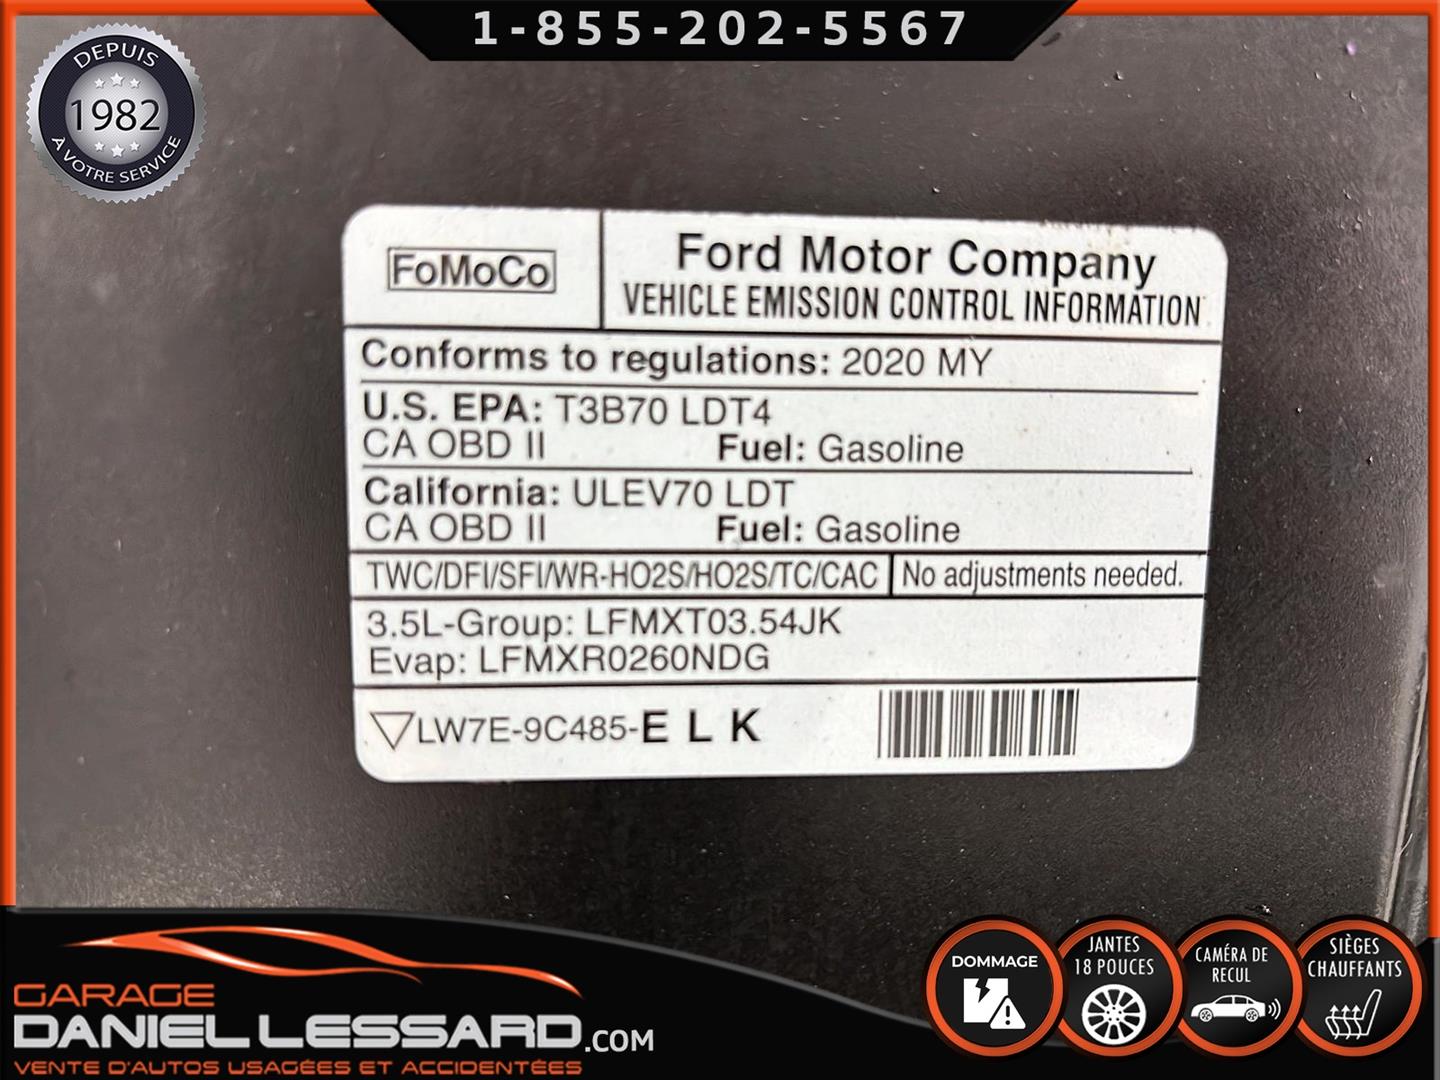 1-855-202-5567
DEPUIS
1982
À VOTRE SERVICE
FoMoCo
Ford Motor Company
VEHICLE EMISSION CONTROL INFORMATION
Conforms to regulations: 2020 MY
U.S. EPA: T3B70 LDT4
CA OBD II Fuel: Gasoline
California: ULEV70 LDT
CA OBD II Fuel: Gasoline
TWC/DFI/SFI/WR-HO2S/HO2S/TC/CAC No adjustments needed.
3.5L-Group: LFMXT03.54JK
Evap: LFMXR0260NDG
LW7E-9C485-E L K
GARAGE
DANIEL LESSARD.COM
VENTE D'AUTOS USAGÉES ET ACCIDENTÉES
DOMMAGE
JANTES
18 POUCES
CAMÉRA DE
RECUL
SIÈGES
CHAUFFANTS